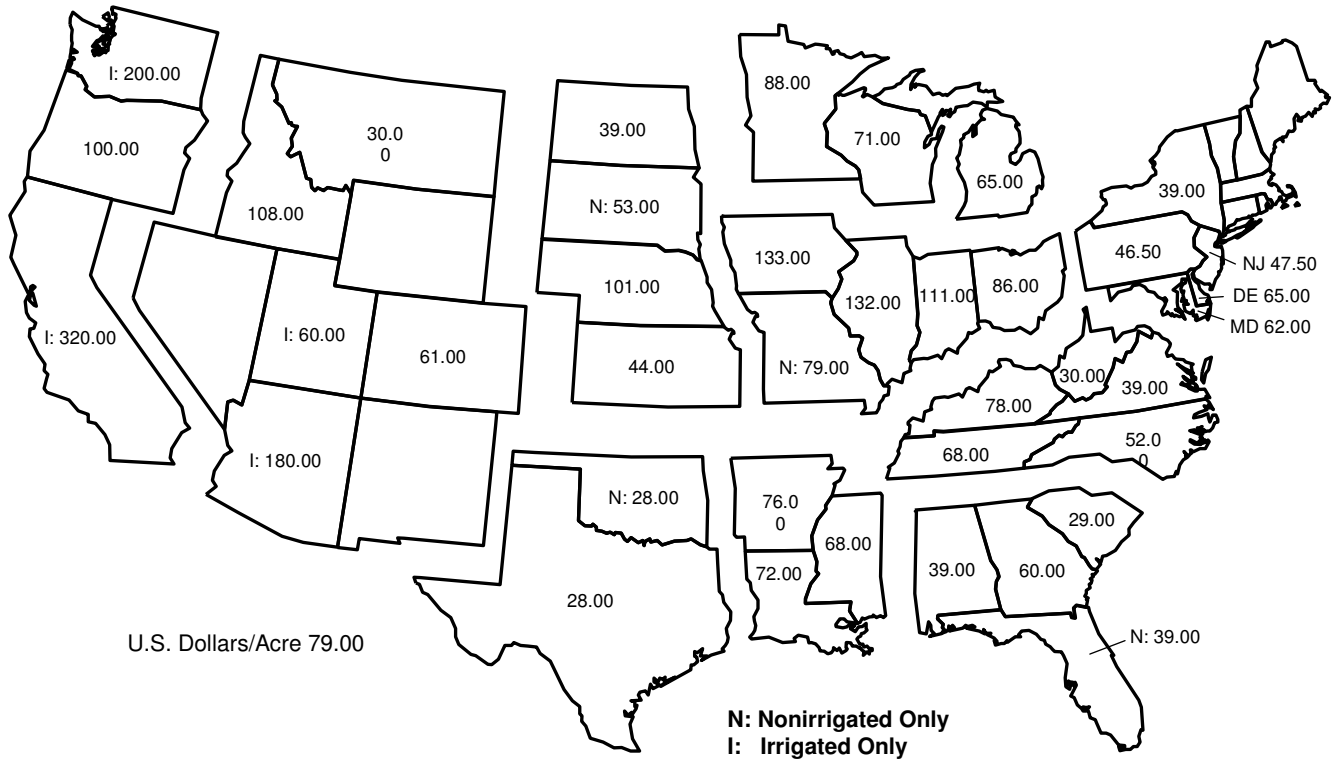 I: 200.00
88.00
39.00
30.0
0
71.00
100.00
65.00
39.00
N: 53.00
108.00
46.50
133.00
NJ 47.50
101.00
86.00
111.00
DE 65.00
132.00
MD 62.00
I: 320.00
I: 60.00
61.00
44.00
N: 79.00
30.00
39.00
78.00
52.0
0
68.00
I: 180.00
N: 28.00
76.0
0
29.00
68.00
72.00
39.00
60.00
28.00
N: 39.00
U.S. Dollars/Acre 79.00
N: Nonirrigated Only
I: Irrigated Only